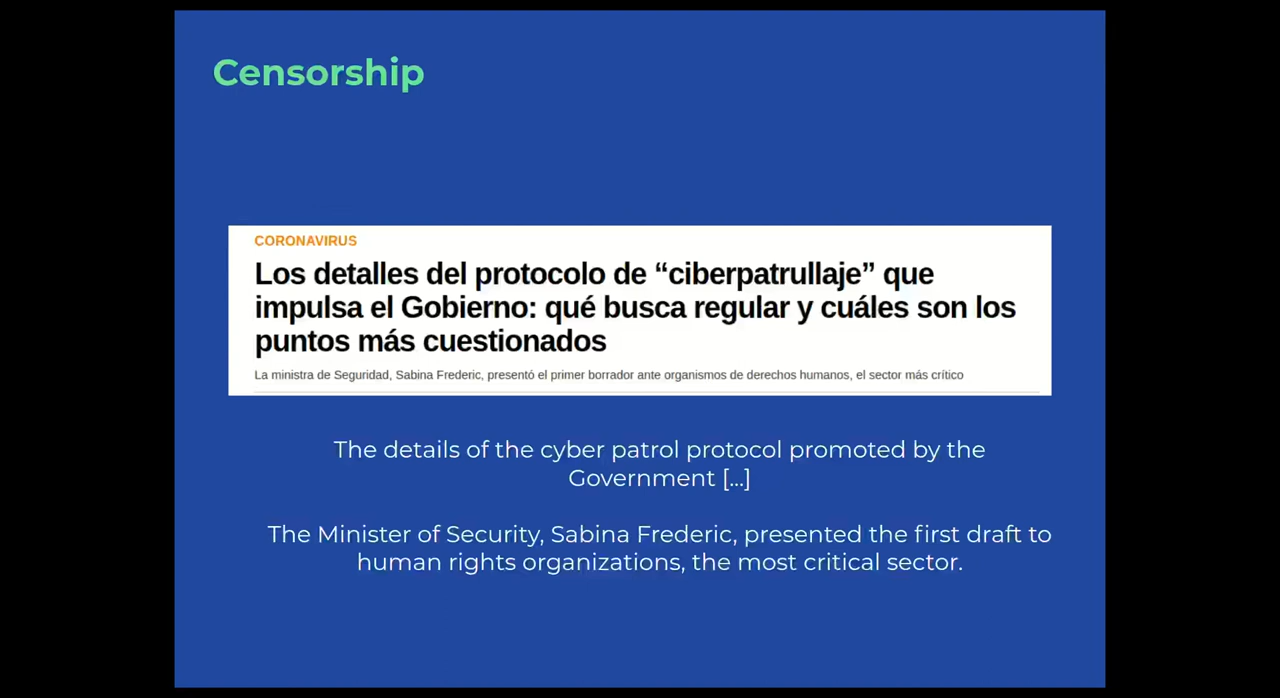 Censorship
CORONAVIRUS
Los detalles del protocolo de “ciberpatrullaje” que
impulsa el Gobierno: qué busca regular y cuáles son los
puntos más cuestionados
La ministra de Seguridad, Sabina Frederic, presentó el primer borrador ante organismos de derechos humanos, el sector más crítico
The details of the cyber patrol protocol promoted by the
Government [...]
The Minister of Security, Sabina Frederic, presented the first draft to
human rights organizations, the most critical sector.